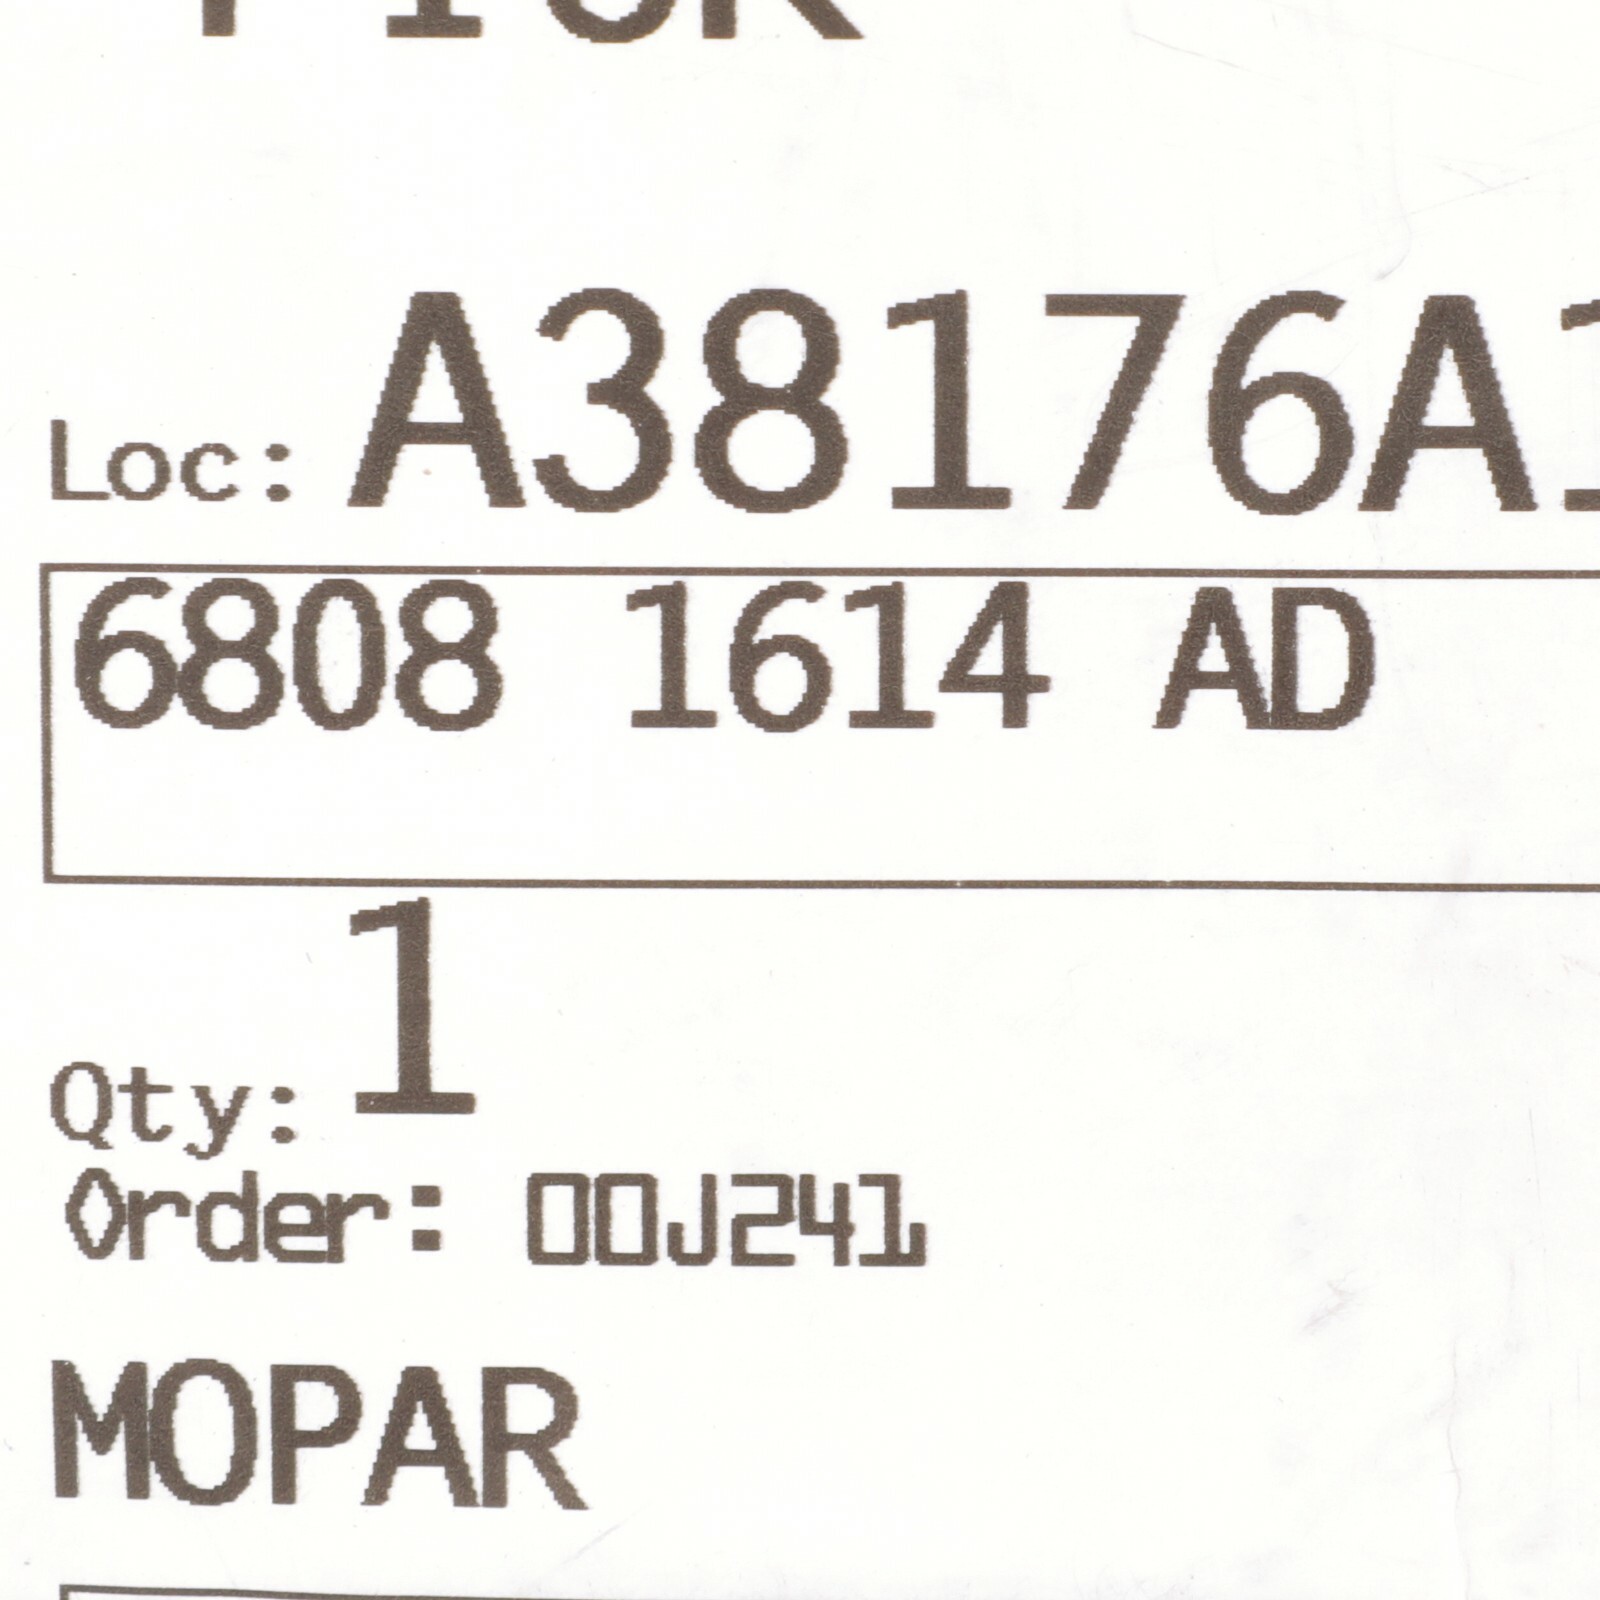 Loc: A38176A1
6808 1614 AD
Qty: 1
Order: 00J241
MOPAR